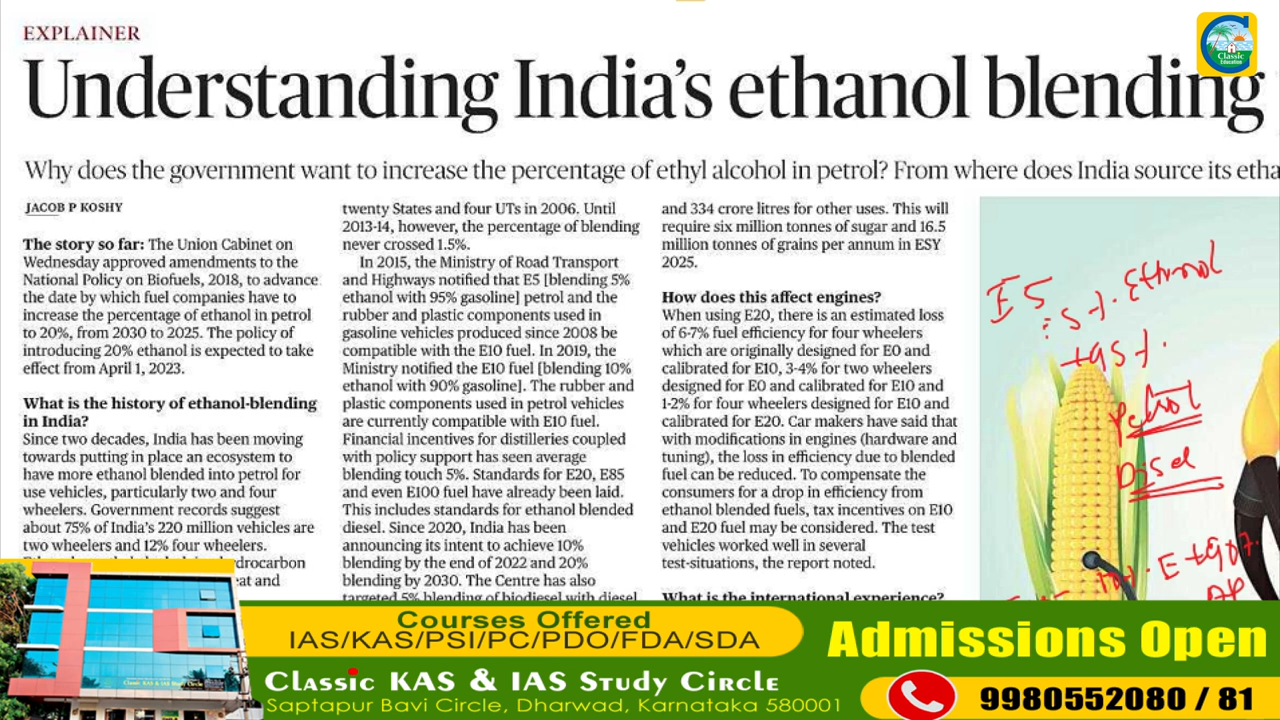 EXPLAINER
Understanding India's ethanol blending
Why does the government want to increase the percentage of ethyl alcohol in petrol? From where does India source its etha
JACOB P KOSHY
The story so far: The Union Cabinet on
Wednesday approved amendments to the
National Policy on Biofuels, 2018, to advance
the date by which fuel companies have to
increase the percentage of ethanol in petrol
to 20%, from 2030 to 2025. The policy of
introducing 20% ethanol is expected to take
effect from April 1, 2023.
What is the history of ethanol-blending
in India?
Since two decades, India has been moving
towards putting in place an ecosystem to
have more ethanol blended into petrol for
use vehicles, particularly two and four
wheelers. Government records suggest
about 75% of India's 220 million vehicles are
two wheelers and 12% four wheelers.
twenty States and four UTs in 2006. Until
2013-14, however, the percentage of blending
never crossed 1.5%.
In 2015, the Ministry of Road Transport
and Highways notified that E5 [blending 5%
ethanol with 95% gasoline] petrol and the
rubber and plastic components used in
gasoline vehicles produced since 2008 be
compatible with the E10 fuel. In 2019, the
Ministry notified the E10 fuel [blending 10%
ethanol with 90% gasoline]. The rubber and
plastic components used in petrol vehicles
are currently compatible with E10 fuel.
Financial incentives for distilleries coupled
with policy support has seen average
blending touch 5%. Standards for E20, E85
and even E100 fuel have already been laid.
This includes standards for ethanol blended
diesel. Since 2020, India has been
announcing its intent to achieve 10%
blending by the end of 2022 and 20%
blending by 2030. The Centre has also
targeted 5% blending of biodiesel with diesel
and 334 crore litres for other uses. This will
require six million tonnes of sugar and 16.5
million tonnes of grains per annum in ESY
2025.
How does this affect engines?
When using E20, there is an estimated loss
of 6-7% fuel efficiency for four wheelers
which are originally designed for E0 and
calibrated for E10, 3-4% for two wheelers
designed for E0 and calibrated for E10 and
1-2% for four wheelers designed for E10 and
calibrated for E20. Car makers have said that
with modifications in engines (hardware and
tuning), the loss in efficiency due to blended
fuel can be reduced. To compensate the
consumers for a drop in efficiency from
ethanol blended fuels, tax incentives on E10
and E20 fuel may be considered. The test
vehicles worked well in several
test-situations, the report noted.
What is the international experience?
E5
Ethanol
Petrol
Disel
Classic
Education
Courses Offered
IAS/KAS/PSI/PC/PDO/FDA/SDA
Classic KAS & IAS Study Circle
Saptapur Bavi Circle, Dharwad, Karnataka 580001
Admissions Open
9980552080 / 81